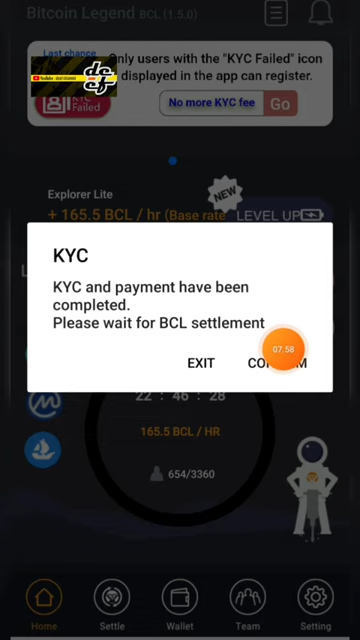 Bitcoin Legend BCL (1.5.0)
Last chance
Only users with the "KYC Failed" icon
displayed in the app can register.
KYC
Failed
No more KYC fee
Go
Explorer Lite
NEW
+ 165.5 BCL / hr (Base rate
LEVEL UP
KYC
KYC and payment have been
completed.
Please wait for BCL settlement
07.58
EXIT
CONFIRM
22 : 46 : 28
165.5 BCL / HR
654/3360
Home
Settle
Wallet
Team
Setting